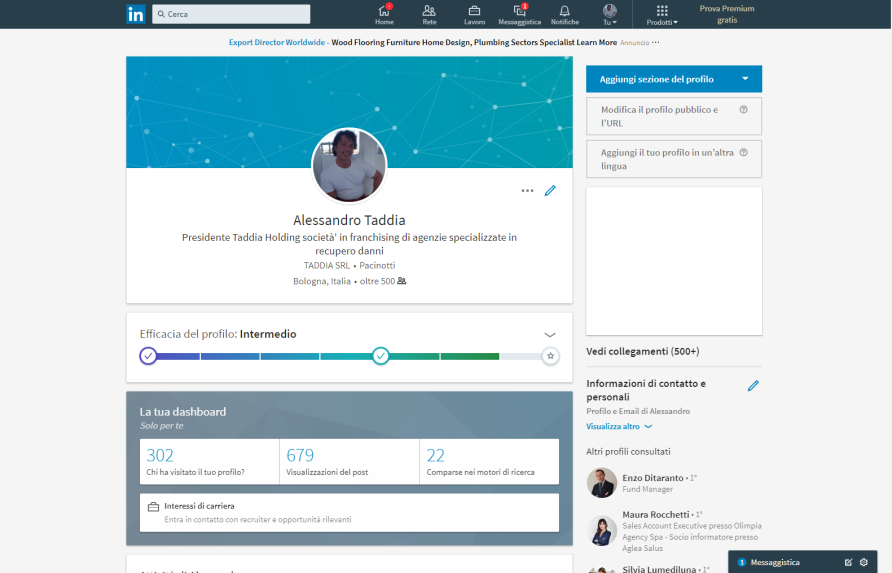 in
Cerca
Home
Rete
Lavoro
Messaggistica
Notifiche
Tu
Prodotti
Prova Premium
gratis
Export Director Worldwide - Wood Flooring Furniture Home Design, Plumbing Sectors Specialist Learn More Annuncio ···
Alessandro Taddia
Presidente Taddia Holding società' in franchising di agenzie specializzate in
recupero danni
TADDIA SRL • Pacinotti
Bologna, Italia • oltre 500
Efficacia del profilo: Intermedio
La tua dashboard
Solo per te
302
Chi ha visitato il tuo profilo?
679
Visualizzazioni del post
22
Comparse nei motori di ricerca
Interessi di carriera
Entra in contatto con recruiter e opportunità rilevanti
Aggiungi sezione del profilo
Modifica il profilo pubblico e
l'URL
Aggiungi il tuo profilo in un'altra
lingua
Vedi collegamenti (500+)
Informazioni di contatto e
personali
Profilo e Email di Alessandro
Visualizza altro
Altri profili consultati
Enzo Ditaranto • 1°
Fund Manager
Maura Rocchetti • 1°
Sales Account Executive presso Olimpia
Agency Spa - Socio informatore presso
Aglea Salus
Silvia Lumediluna • 1°
1 Messaggistica